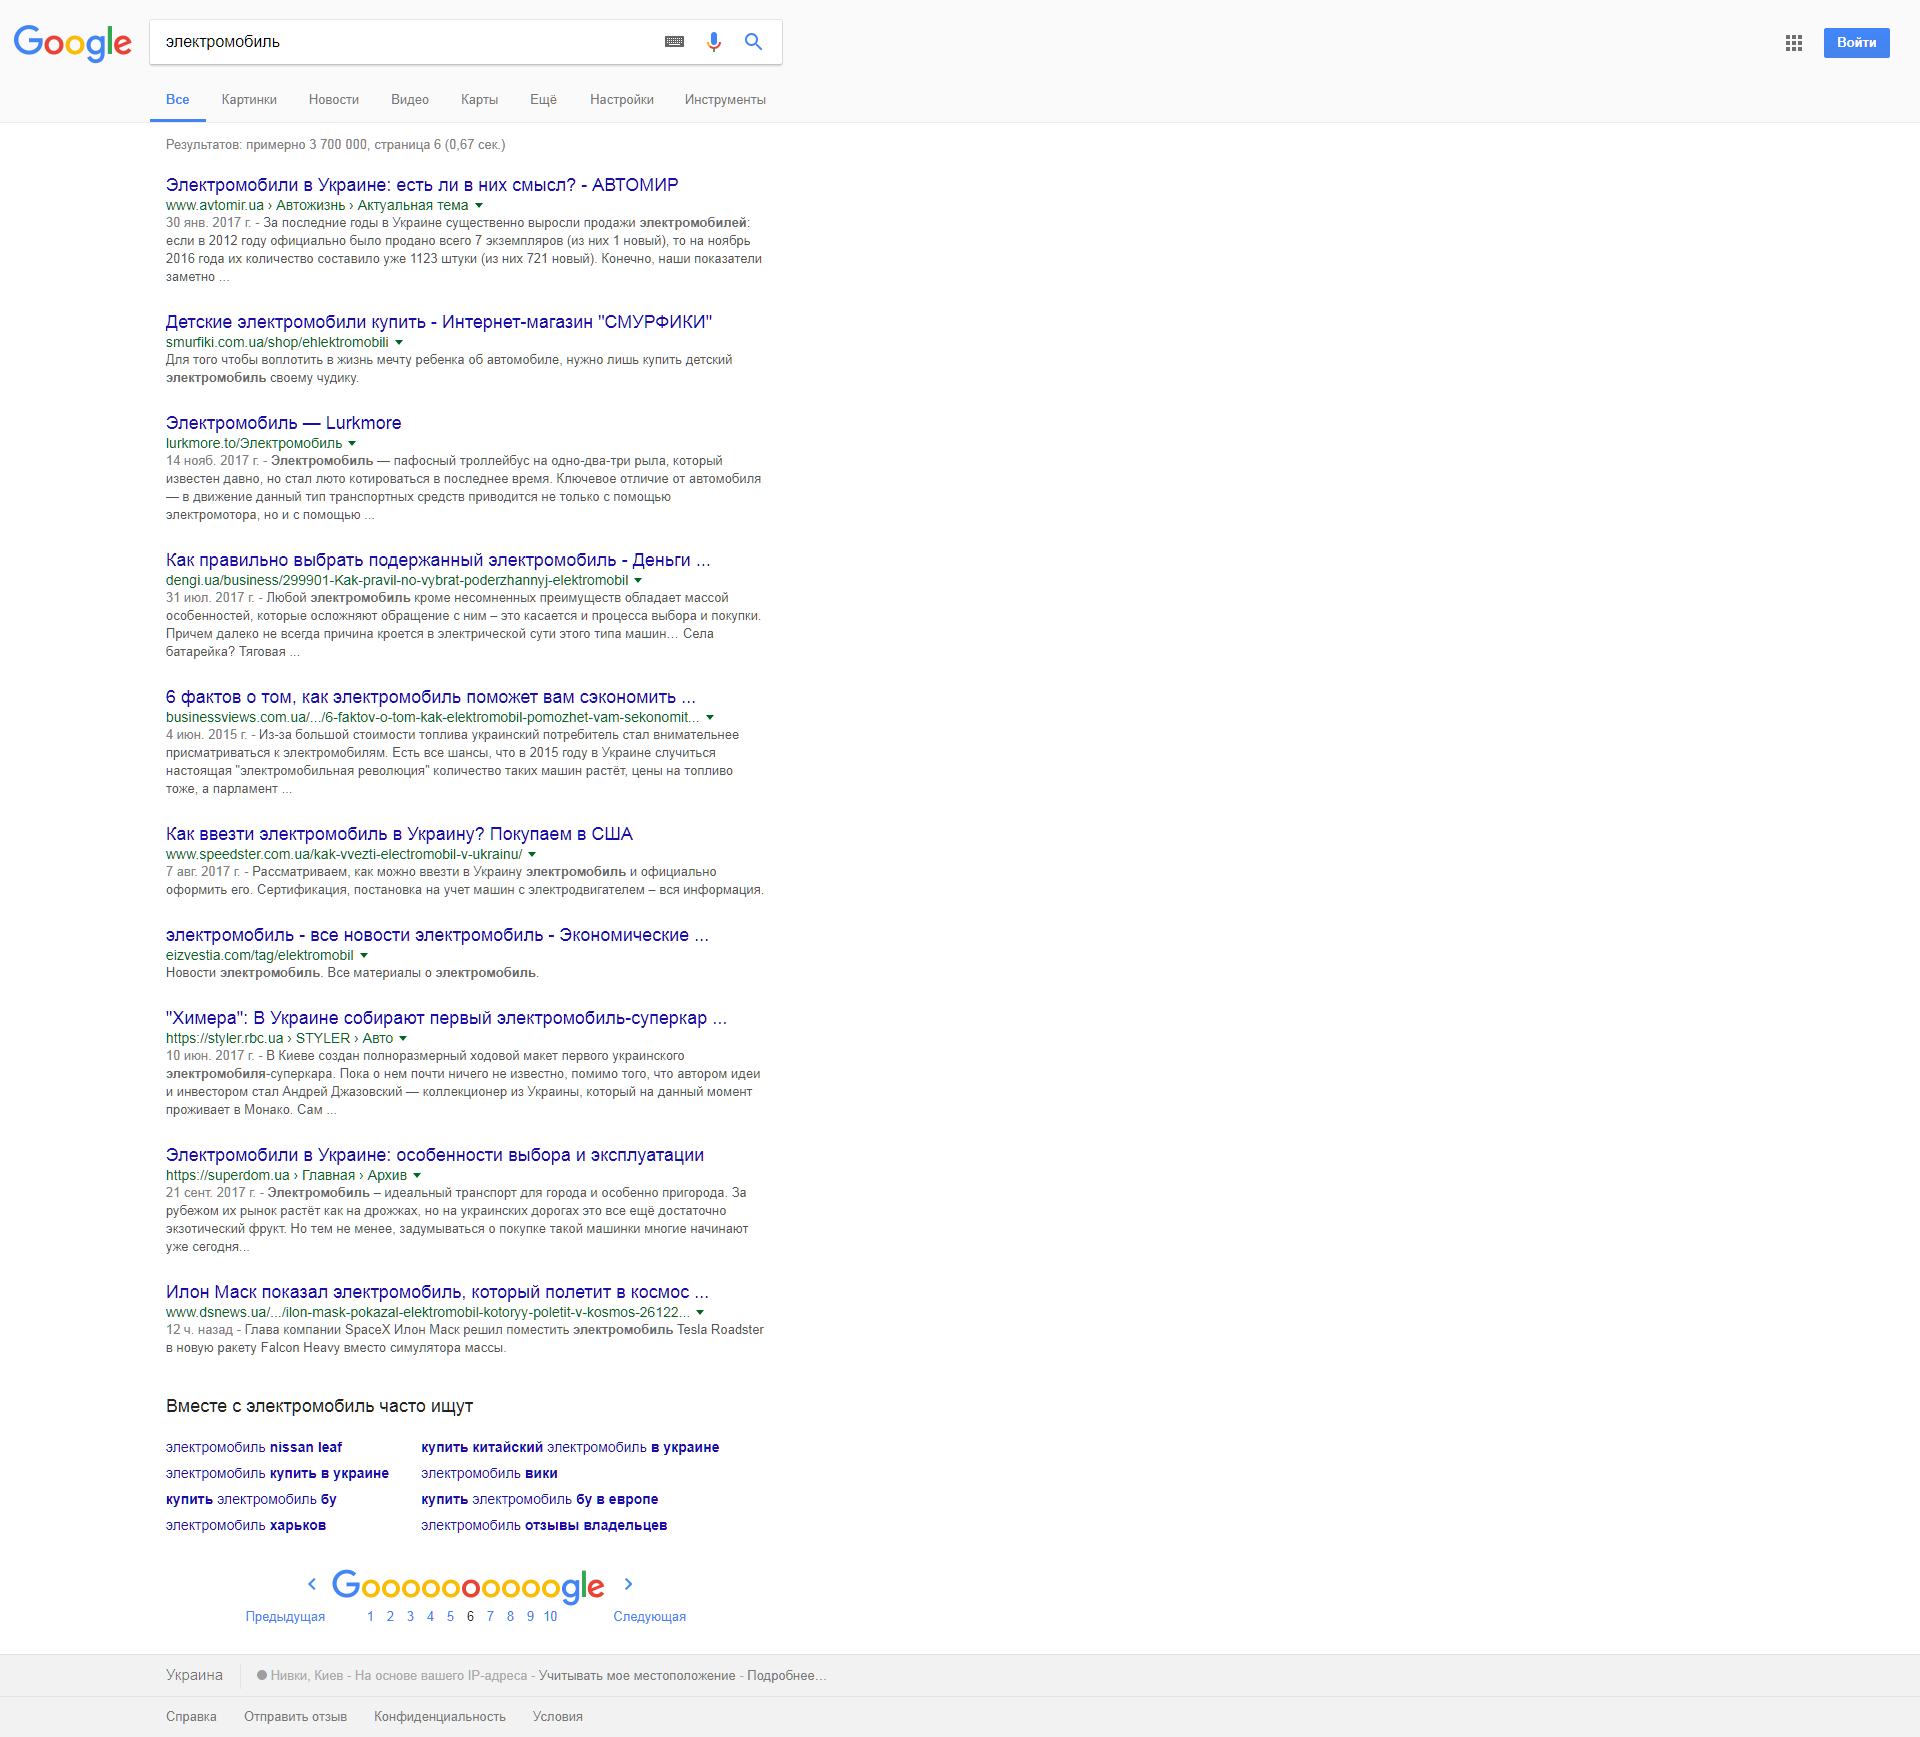 Google
электромобиль
Войти
Все Картинки Новости Видео Карты Ещё Настройки Инструменты
Результатов: примерно 3 700 000, страница 6 (0,67 сек.)
Электромобили в Украине: есть ли в них смысл? - АВТОМИР
www.avtomir.ua › Автожизнь › Актуальная тема
30 янв. 2017 г. - За последние годы в Украине существенно выросли продажи электромобилей:
если в 2012 году официально было продано всего 7 экземпляров (из них 1 новый), то на ноябрь
2016 года их количество составило уже 1123 штуки (из них 721 новый). Конечно, наши показатели
заметно ...
Детские электромобили купить - Интернет-магазин "СМУРФИКИ"
smurfiki.com.ua/shop/ehlektromobili
Для того чтобы воплотить в жизнь мечту ребенка об автомобиле, нужно лишь купить детский
электромобиль своему чудику.
Электромобиль — Lurkmore
lurkmore.to/Электромобиль
14 нояб. 2017 г. - Электромобиль — пафосный троллейбус на одно-два-три рыла, который
известен давно, но стал люто котироваться в последнее время. Ключевое отличие от автомобиля
— в движение данный тип транспортных средств приводится не только с помощью
электромотора, но и с помощью ...
Как правильно выбрать подержанный электромобиль - Деньги ...
dengi.ua/business/299901-Kak-pravil-no-vybrat-poderzhannyj-elektromobil
31 июл. 2017 г. - Любой электромобиль кроме несомненных преимуществ обладает массой
особенностей, которые осложняют обращение с ним – это касается и процесса выбора и покупки.
Причем далеко не всегда причина кроется в электрической сути этого типа машин… Села
батарейка? Тяговая ...
6 фактов о том, как электромобиль поможет вам сэкономить ...
businessviews.com.ua/.../6-faktov-o-tom-kak-elektromobil-pomozhet-vam-sekonomit...
4 июн. 2015 г. - Из-за большой стоимости топлива украинский потребитель стал внимательнее
присматриваться к электромобилям. Есть все шансы, что в 2015 году в Украине случиться
настоящая "электромобильная революция" количество таких машин растёт, цены на топливо
тоже, а парламент ...
Как ввезти электромобиль в Украину? Покупаем в США
www.speedster.com.ua/kak-vvezti-electromobil-v-ukrainu/
7 авг. 2017 г. - Рассматриваем, как можно ввезти в Украину электромобиль и официально
оформить его. Сертификация, постановка на учет машин с электродвигателем – вся информация.
электромобиль - все новости электромобиль - Экономические ...
eizvestia.com/tag/elektromobil
Новости электромобиль. Все материалы о электромобиль.
"Химера": В Украине собирают первый электромобиль-суперкар ...
https://styler.rbc.ua › STYLER › Авто
10 июн. 2017 г. - В Киеве создан полноразмерный ходовой макет первого украинского
электромобиля-суперкара. Пока о нем почти ничего не известно, помимо того, что автором идеи
и инвестором стал Андрей Джазовский — коллекционер из Украины, который на данный момент
проживает в Монако. Сам ...
Электромобили в Украине: особенности выбора и эксплуатации
https://superdom.ua › Главная › Архив
21 сент. 2017 г. - Электромобиль – идеальный транспорт для города и особенно пригорода. За
рубежом их рынок растёт как на дрожжах, но на украинских дорогах это все ещё достаточно
экзотический фрукт. Но тем не менее, задумываться о покупке такой машинки многие начинают
уже сегодня...
Илон Маск показал электромобиль, который полетит в космос ...
www.dsnews.ua/.../ilon-mask-pokazal-elektromobil-kotoryy-poletit-v-kosmos-26122...
12 ч. назад - Глава компании SpaceX Илон Маск решил поместить электромобиль Tesla Roadster
в новую ракету Falcon Heavy вместо симулятора массы.
Вместе с электромобиль часто ищут
электромобиль nissan leaf купить китайский электромобиль в украине
электромобиль купить в украине электромобиль вики
купить электромобиль бу купить электромобиль бу в европе
электромобиль харьков электромобиль отзывы владельцев
Goooooooooogle
Предыдущая 1 2 3 4 5 6 7 8 9 10 Следующая
Украина Нивки, Киев - На основе вашего IP-адреса - Учитывать мое местоположение - Подробнее…
Справка Отправить отзыв Конфиденциальность Условия